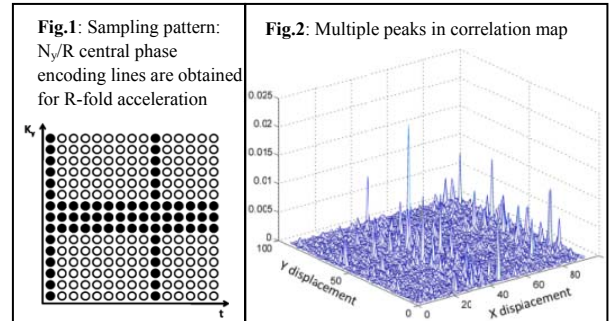 Fig.1: Sampling pattern:
Ny/R central phase
encoding lines are obtained
for R-fold acceleration
Ky
t
Fig.2: Multiple peaks in correlation map
0.025
0.02
0.015
0.01
0.005
0
100
50
0
Y displacement
0
20
40
60
80
X dispacement